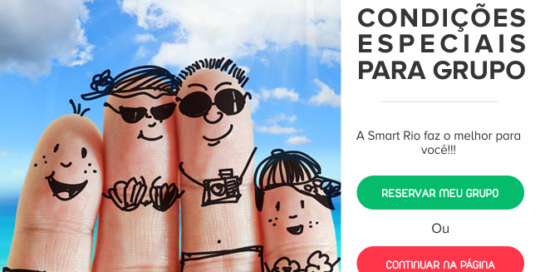 CONDIÇÕES
ESPECIAIS
PARA GRUPO
A Smart Rio faz o melhor para
você!!!
RESERVAR MEU GRUPO
Ou
CONTINUAR NA PÁGINA